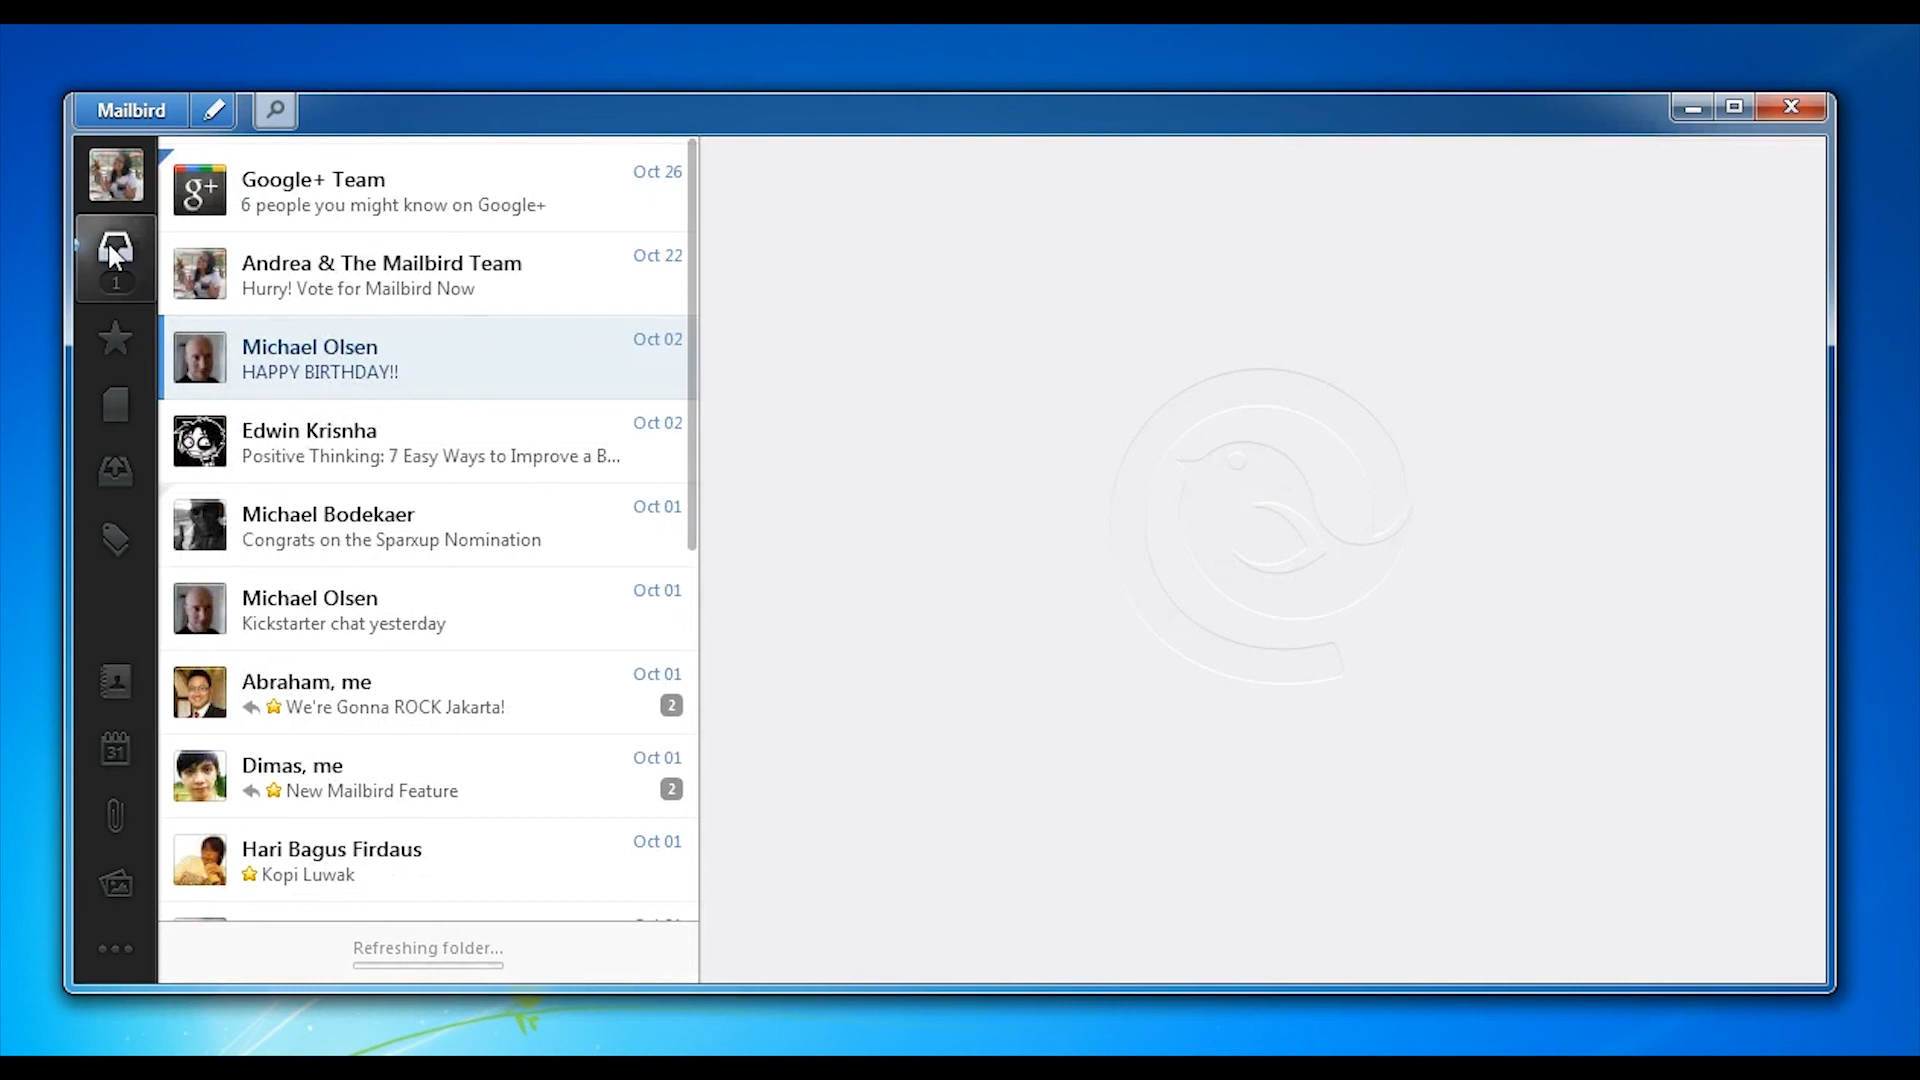 Mailbird
1
31
g+
Google+ Team
Oct 26
6 people you might know on Google+
Andrea & The Mailbird Team
Oct 22
Hurry! Vote for Mailbird Now
Michael Olsen
Oct 02
HAPPY BIRTHDAY!!
Edwin Krisnha
Oct 02
Positive Thinking: 7 Easy Ways to Improve a B...
Michael Bodekaer
Oct 01
Congrats on the Sparxup Nomination
Michael Olsen
Oct 01
Kickstarter chat yesterday
Abraham, me
Oct 01
We're Gonna ROCK Jakarta!
2
Dimas, me
Oct 01
New Mailbird Feature
2
Hari Bagus Firdaus
Oct 01
Kopi Luwak
Refreshing folder...